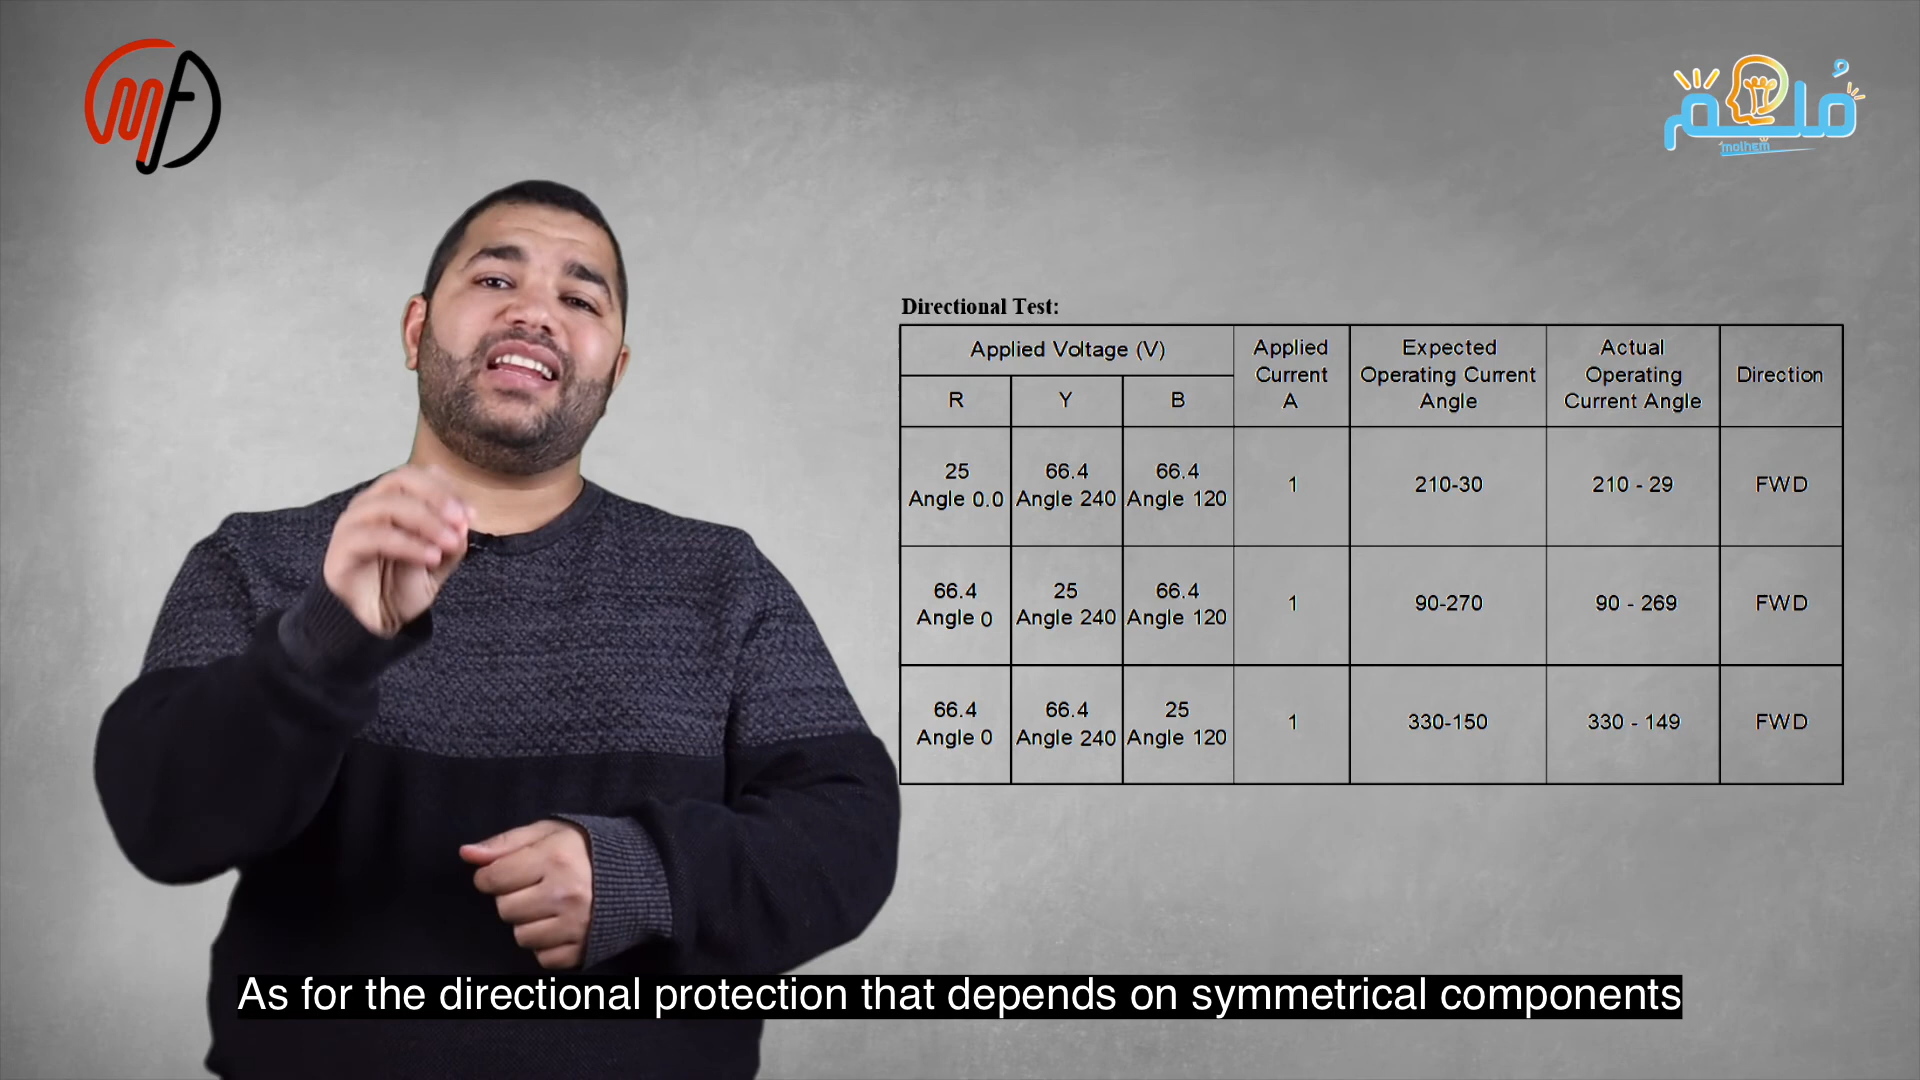 مُلهم
molhem
Directional Test:
Applied Voltage (V)
Applied
Current
A
Expected
Operating Current
Angle
Actual
Operating
Current Angle
Direction
R
Y
B
25
Angle 0.0
66.4
Angle 240
66.4
Angle 120
1
210-30
210 - 29
FWD
66.4
Angle 0
25
Angle 240
66.4
Angle 120
1
90-270
90 - 269
FWD
66.4
Angle 0
66.4
Angle 240
25
Angle 120
1
330-150
330 - 149
FWD
As for the directional protection that depends on symmetrical components